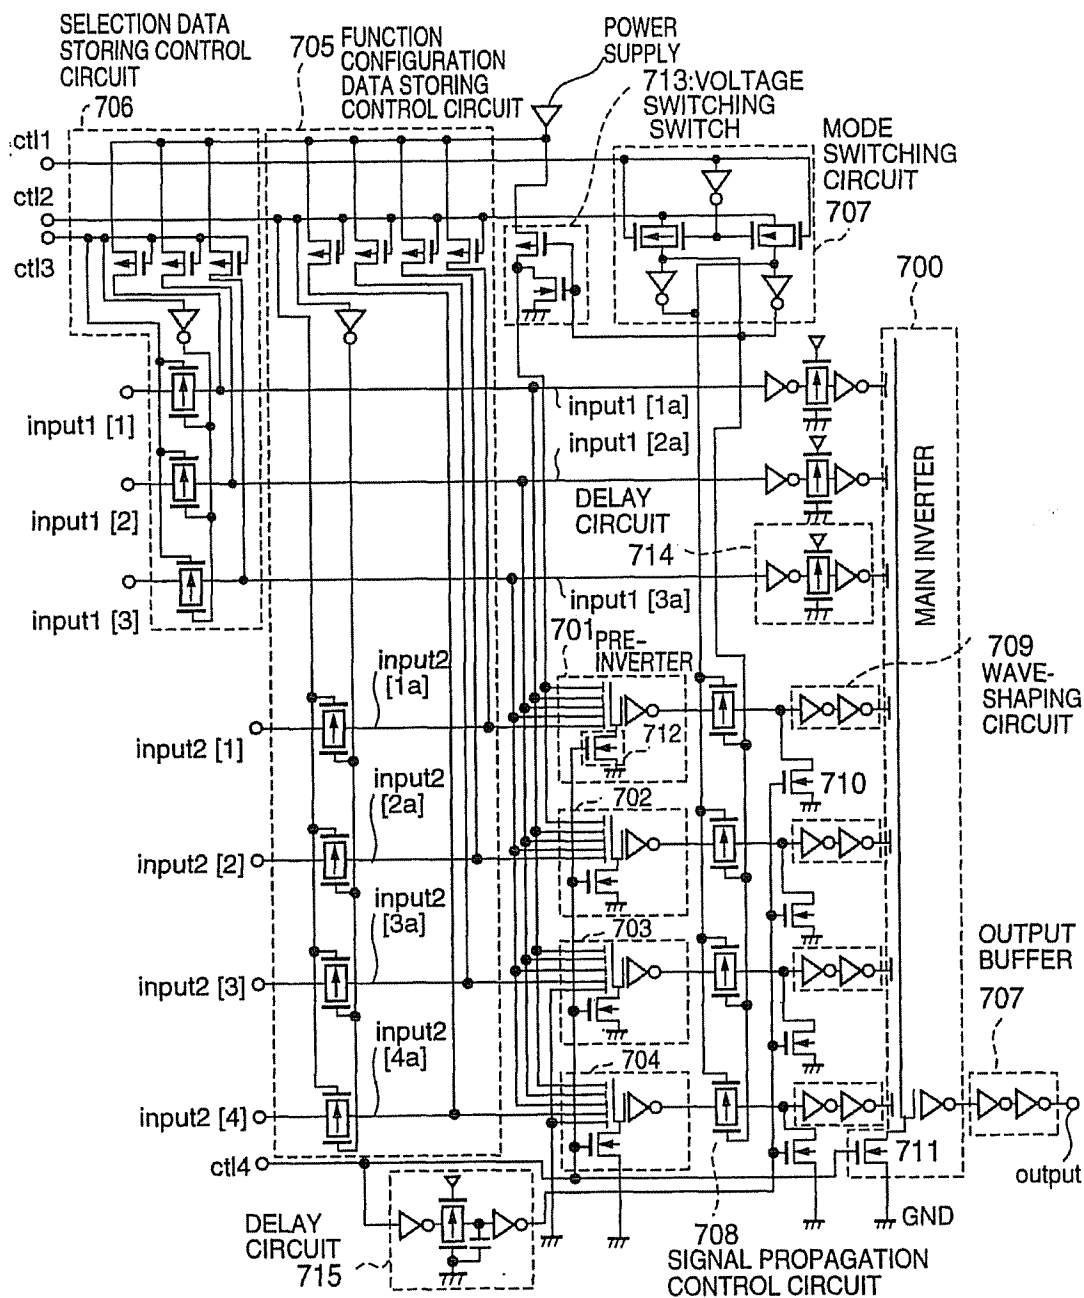 SELECTION DATA
STORING CONTROL
CIRCUIT
706
705 FUNCTION
CONFIGURATION
DATA STORING
CONTROL CIRCUIT
POWER
SUPPLY
713:VOLTAGE
SWITCHING
SWITCH
MODE
SWITCHING
CIRCUIT
707
ctl1
ctl2
ctl3
700
input1 [1]
input1 [1a]
input1 [2a]
input1 [2]
DELAY
CIRCUIT
714
MAIN INVERTER
input1 [3]
input1 [3a]
701 PRE-
INVERTER
709
WAVE-
SHAPING
CIRCUIT
input2
[1a]
input2 [1]
712
710
input2
[2a]
702
input2 [2]
input2
[3a]
703
OUTPUT
BUFFER
707
input2 [3]
input2
[4a]
704
input2 [4]
711
ctl4
output
DELAY
CIRCUIT
715
708
SIGNAL PROPAGATION
CONTROL CIRCUIT
GND